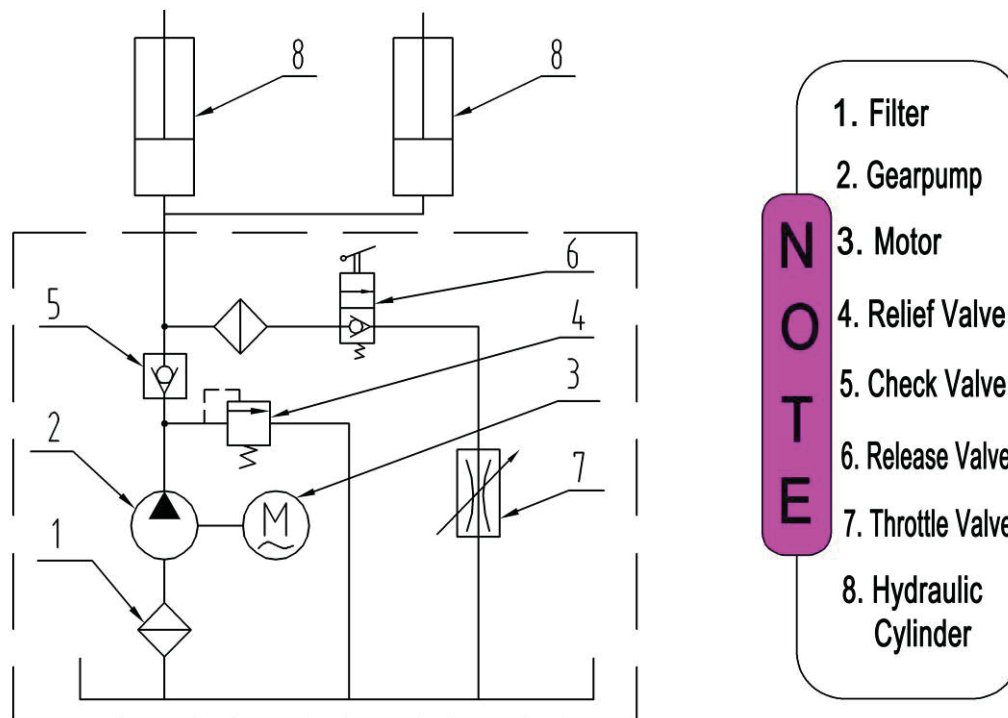 8
8
6
5
4
3
2
M
7
1
NOTE
1. Filter
2. Gearpump
3. Motor
4. Relief Valve
5. Check Valve
6. Release Valve
7. Throttle Valve
8. Hydraulic
Cylinder